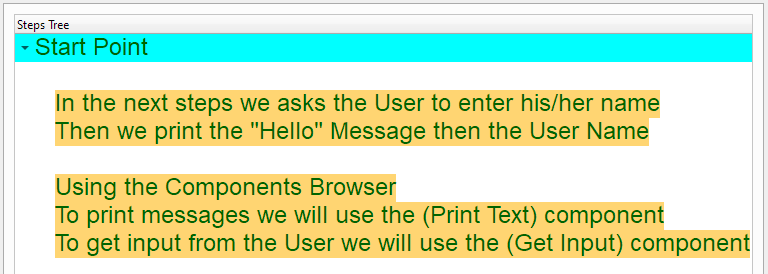 Steps Tree
Start Point
In the next steps we asks the User to enter his/her name
Then we print the "Hello" Message then the User Name
Using the Components Browser
To print messages we will use the (Print Text) component
To get input from the User we will use the (Get Input) component